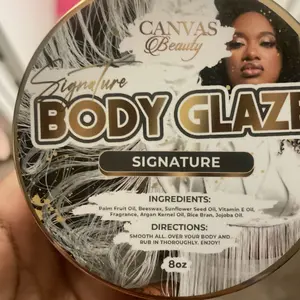 CANVAS
Beauty
Signature
BODY GLAZE
SIGNATURE
INGREDIENTS:
Palm Fruit Oil, Beeswax, Sunflower Seed Oil, Vitamin E Oil,
Fragrance, Argan Kernel Oil, Rice Bran, Jojoba Oil.
DIRECTIONS:
SMOOTH ALL OVER YOUR BODY AND
RUB IN THOROUGHLY. ENJOY!
8oz